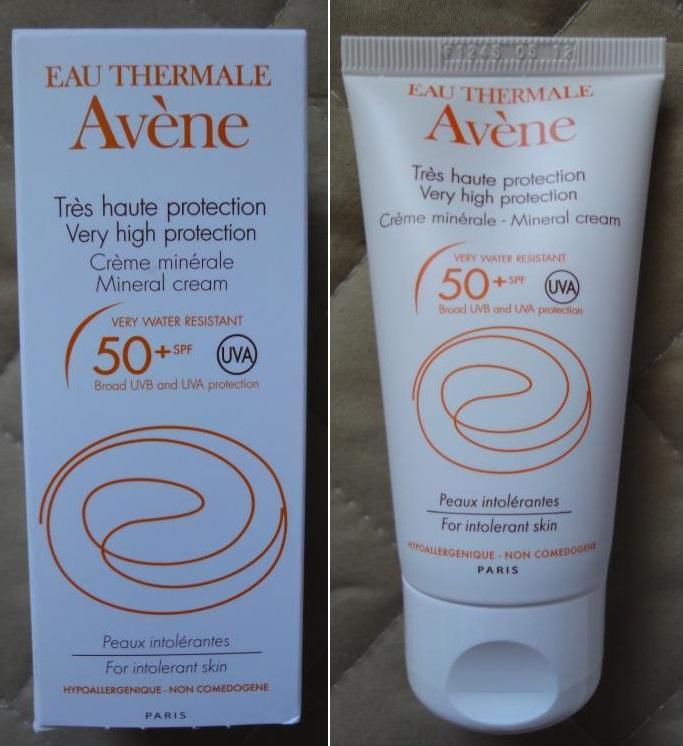 EAU THERMALE
Avène
Très haute protection
Very high protection
Crème minérale
Mineral cream
VERY WATER RESISTANT
50+ SPF UVA
Broad UVB and UVA protection
Peaux intolérantes
For intolerant skin
HYPOALLERGENIQUE - NON COMEDOGENE
PARIS
EAU THERMALE
Avène
Très haute protection
Very high protection
Crème minérale - Mineral cream
VERY WATER RESISTANT
50+ SPF UVA
Broad UVB and UVA protection
Peaux intolérantes
For intolerant skin
HYPOALLERGENIQUE - NON COMEDOGENE
PARIS